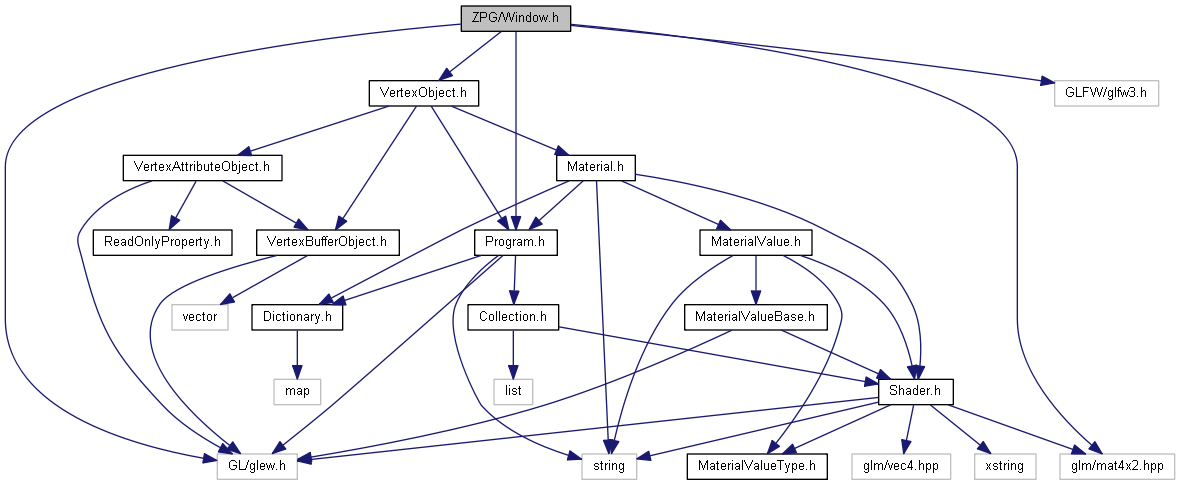 ZPG/Window.h
VertexObject.h
GLFW/glfw3.h
VertexAttributeObject.h
Material.h
ReadOnlyProperty.h
VertexBufferObject.h
Program.h
MaterialValue.h
vector
Dictionary.h
Collection.h
MaterialValueBase.h
map
list
Shader.h
GL/glew.h
string
MaterialValueType.h
glm/vec4.hpp
xstring
glm/mat4x2.hpp